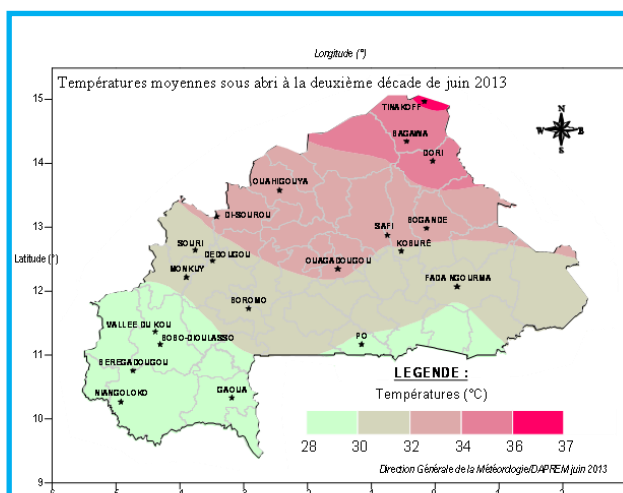 Longitude (°)
Températures moyennes sous abri à la deuxième décade de juin 2013
15
TINAKOFF
N
W
E
S
BAGAWA
DORI
14
OUAHIGOUYA
DI-SOUROU
13
SAFI
BOGANDE
SOURI
DEDOUGOU
KOBURÉ
Latitude (°)
MONKUY
OUAGADOUGOU
FADA NGOURMA
12
BOROMO
VALLEE DU KOU
BOBO-DIOULASSO
PO
11
BEREGADOUGOU
LEGENDE :
NIANGOLOKO
GAOUA
Températures (°C)
10
28 30 32 34 36 37
Direction Générale de la Météorologie/DAPREM juin 2013
9